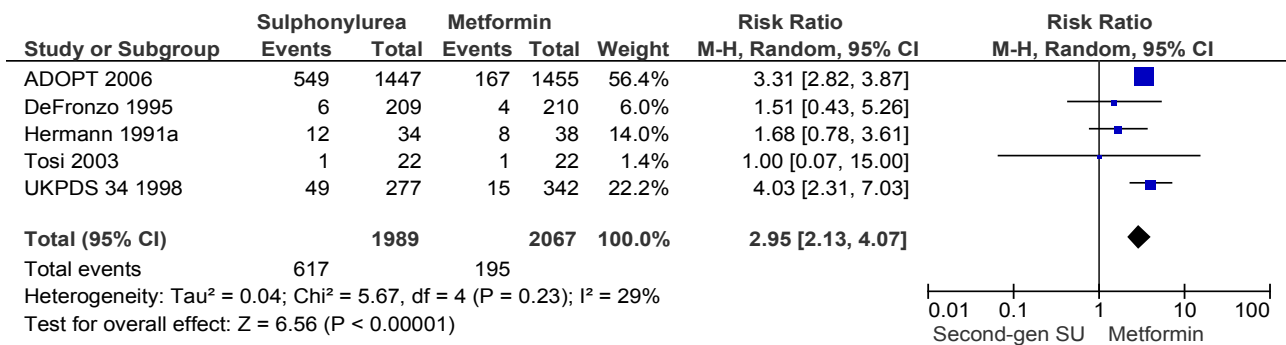 Sulphonylurea Metformin Risk Ratio Risk Ratio
Study or Subgroup Events Total Events Total Weight M-H, Random, 95% CI M-H, Random, 95% CI
ADOPT 2006 549 1447 167 1455 56.4% 3.31 [2.82, 3.87]
DeFronzo 1995 6 209 4 210 6.0% 1.51 [0.43, 5.26]
Hermann 1991a 12 34 8 38 14.0% 1.68 [0.78, 3.61]
Tosi 2003 1 22 1 22 1.4% 1.00 [0.07, 15.00]
UKPDS 34 1998 49 277 15 342 22.2% 4.03 [2.31, 7.03]
Total (95% CI) 1989 2067 100.0% 2.95 [2.13, 4.07]
Total events 617 195
Heterogeneity: Tau² = 0.04; Chi² = 5.67, df = 4 (P = 0.23); I² = 29%
Test for overall effect: Z = 6.56 (P < 0.00001)
0.01 0.1 1 10 100
Second-gen SU Metformin